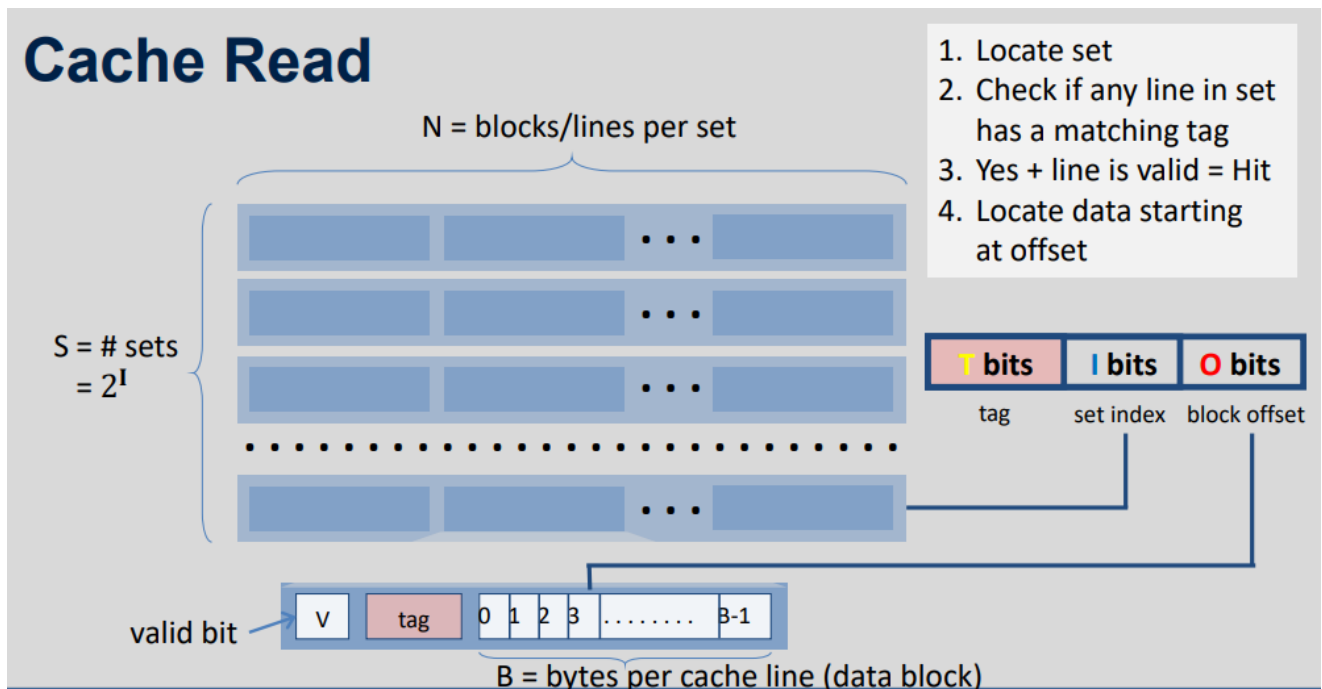 Cache Read
N = blocks/lines per set
1. Locate set
2. Check if any line in set
has a matching tag
3. Yes + line is valid = Hit
4. Locate data starting
at offset
S = # sets
= 2^I
T bits I bits O bits
tag set index block offset
valid bit
V tag 0 1 2 3 ........ B-1
B = bytes per cache line (data block)